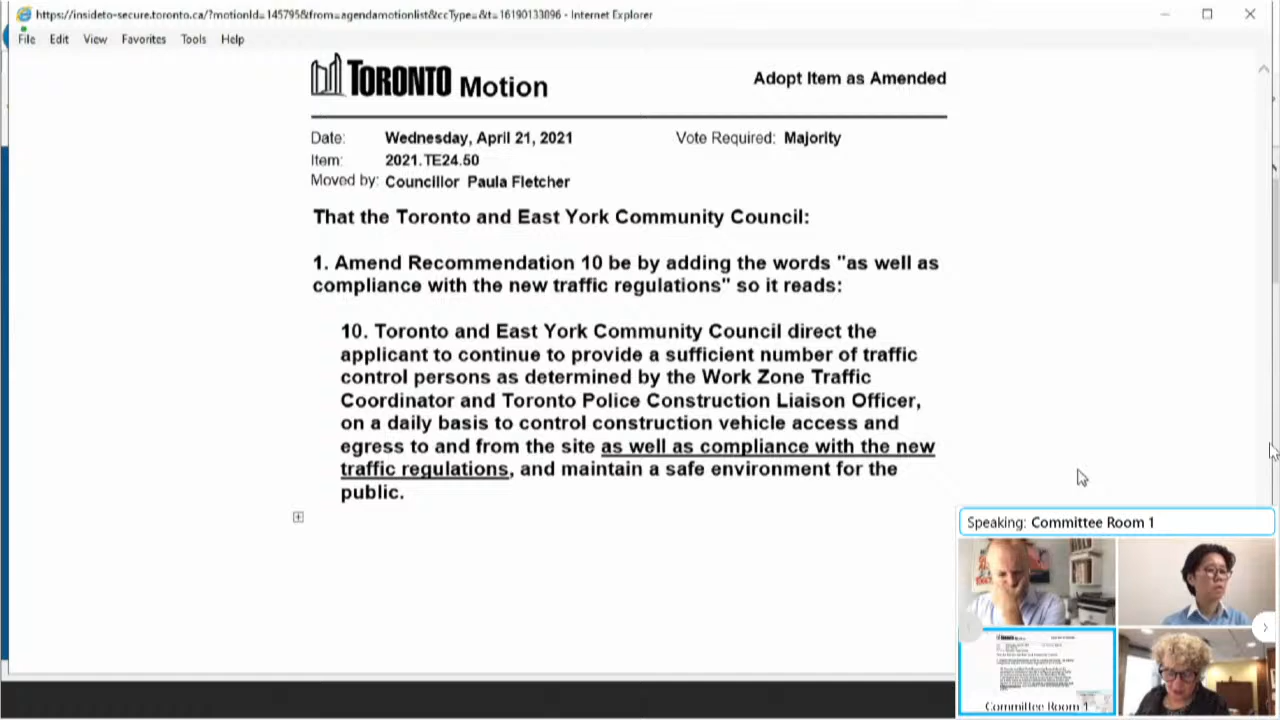 https://insideto-secure.toronto.ca/?motionId=145795&from=agendamotionlist&ccType=&t=16190133096 - Internet Explorer
File Edit View Favorites Tools Help
TORONTO Motion
Adopt Item as Amended
Date: Wednesday, April 21, 2021
Vote Required: Majority
Item: 2021.TE24.50
Moved by: Councillor Paula Fletcher
That the Toronto and East York Community Council:
1. Amend Recommendation 10 be by adding the words "as well as
compliance with the new traffic regulations" so it reads:
10. Toronto and East York Community Council direct the
applicant to continue to provide a sufficient number of traffic
control persons as determined by the Work Zone Traffic
Coordinator and Toronto Police Construction Liaison Officer,
on a daily basis to control construction vehicle access and
egress to and from the site as well as compliance with the new
traffic regulations, and maintain a safe environment for the
public.
Speaking: Committee Room 1
Committee Room 1